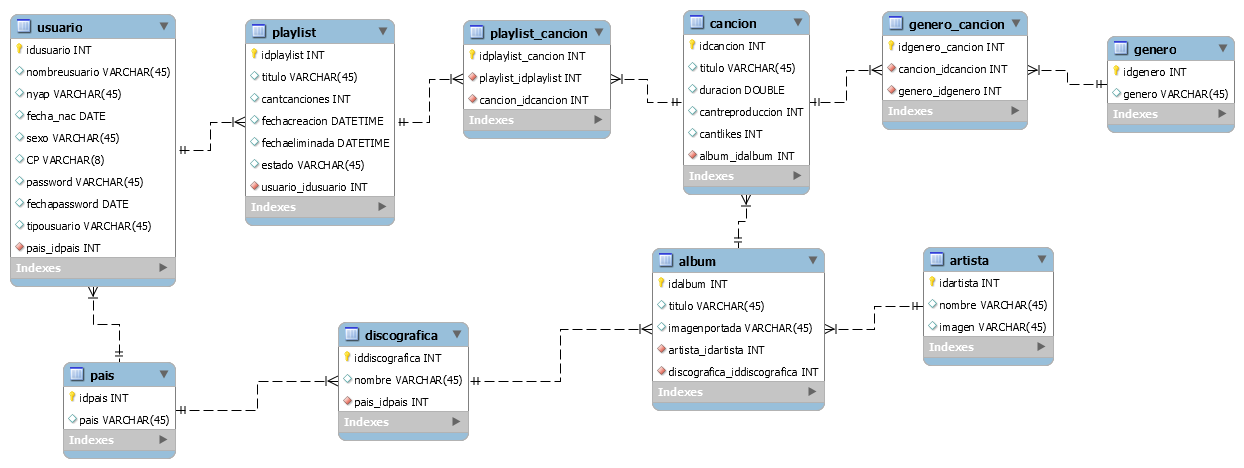 usuario
idusuario INT
nombreusuario VARCHAR(45)
nyap VARCHAR(45)
fecha_nac DATE
sexo VARCHAR(45)
CP VARCHAR(8)
password VARCHAR(45)
fechapassword DATE
tipousuario VARCHAR(45)
pais_idpais INT
Indexes
playlist
idplaylist INT
titulo VARCHAR(45)
cantcanciones INT
fechacreacion DATETIME
fechaeliminada DATETIME
estado VARCHAR(45)
usuario_idusuario INT
Indexes
playlist_cancion
idplaylist_cancion INT
playlist_idplaylist INT
cancion_idcancion INT
Indexes
cancion
idcancion INT
titulo VARCHAR(45)
duracion DOUBLE
cantreproduccion INT
cantlikes INT
album_idalbum INT
Indexes
genero_cancion
idgenero_cancion INT
cancion_idcancion INT
genero_idgenero INT
Indexes
genero
idgenero INT
genero VARCHAR(45)
Indexes
pais
idpais INT
pais VARCHAR(45)
Indexes
discografica
iddiscografica INT
nombre VARCHAR(45)
pais_idpais INT
Indexes
album
idalbum INT
titulo VARCHAR(45)
imagenportada VARCHAR(45)
artista_idartista INT
discografica_iddiscografica INT
Indexes
artista
idartista INT
nombre VARCHAR(45)
imagen VARCHAR(45)
Indexes